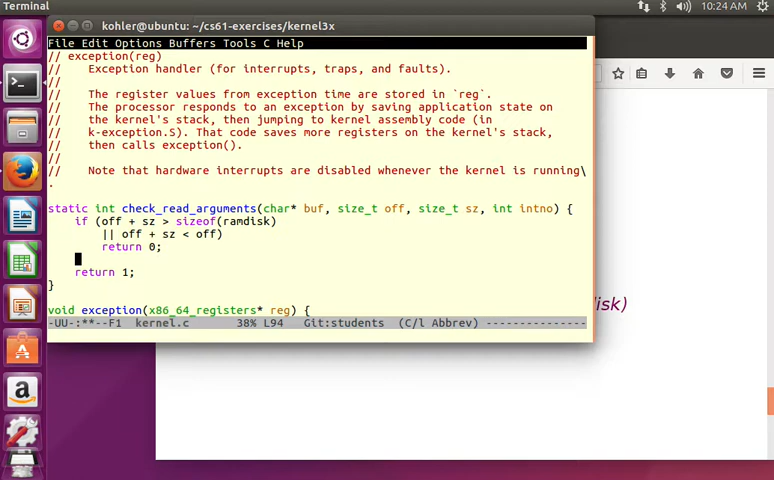 Terminal
10:24 AM
kohler@ubuntu: ~/cs61-exercises/kernel3x
File Edit Options Buffers Tools C Help
// exception(reg)
//    Exception handler (for interrupts, traps, and faults).
//
//    The register values from exception time are stored in `reg`.
//    The processor responds to an exception by saving application state on
//    the kernel's stack, then jumping to kernel assembly code (in
//    k-exception.S). That code saves more registers on the kernel's stack,
//    then calls exception().
//
//    Note that hardware interrupts are disabled whenever the kernel is running\
.
static int check_read_arguments(char* buf, size_t off, size_t sz, int intno) {
    if (off + sz > sizeof(ramdisk)
        || off + sz < off)
        return 0;
    return 1;
}
void exception(x86_64_registers* reg) {
-UU-:**--F1  kernel.c       38% L94    Git:students  (C/l Abbrev) ---------------
isk)